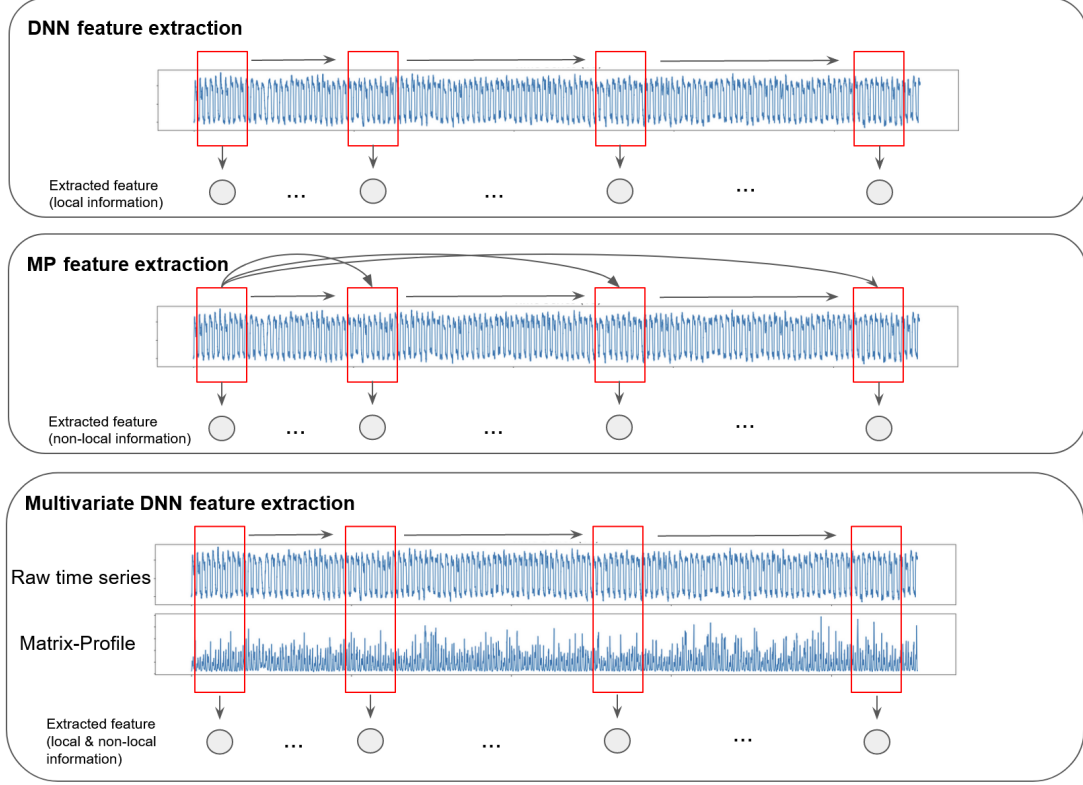 DNN feature extraction
Extracted feature
(local information)
...
...
...
MP feature extraction
Extracted feature
(non-local information)
...
...
...
Multivariate DNN feature extraction
Raw time series
Matrix-Profile
Extracted feature
(local & non-local
information)
...
...
...